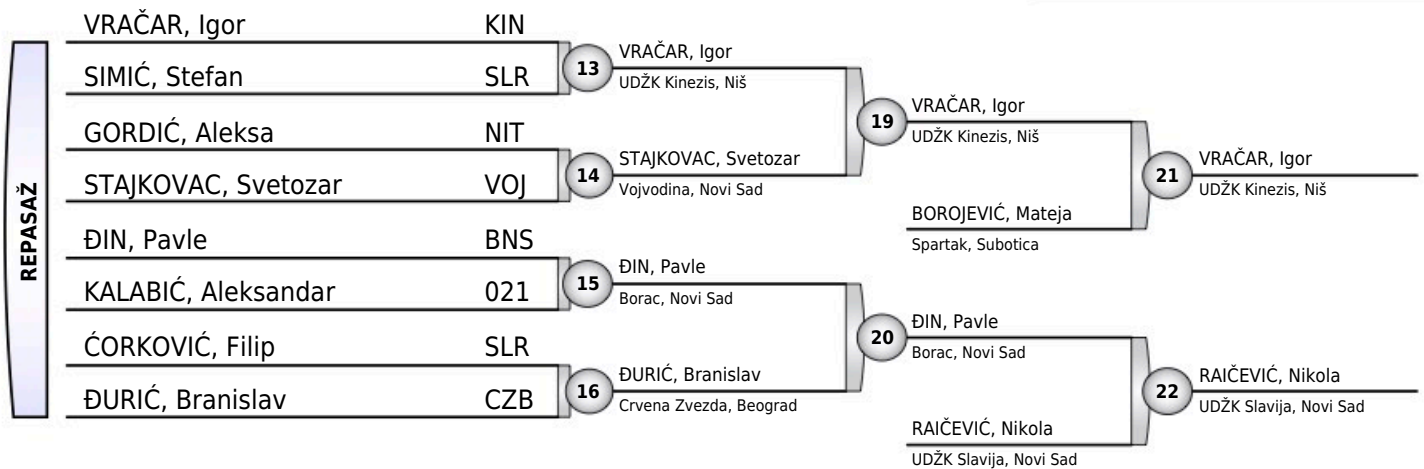 REPASAŽ
VRAČAR, Igor KIN
SIMIĆ, Stefan SLR
GORDIĆ, Aleksa NIT
STAJKOVAC, Svetozar VOJ
ĐIN, Pavle BNS
KALABIĆ, Aleksandar 021
ĆORKOVIĆ, Filip SLR
ĐURIĆ, Branislav CZB
13
VRAČAR, Igor
UDŽK Kinezis, Niš
14
STAJKOVAC, Svetozar
Vojvodina, Novi Sad
15
ĐIN, Pavle
Borac, Novi Sad
16
ĐURIĆ, Branislav
Crvena Zvezda, Beograd
19
VRAČAR, Igor
UDŽK Kinezis, Niš
BOROJEVIĆ, Mateja
Spartak, Subotica
20
ĐIN, Pavle
Borac, Novi Sad
RAIČEVIĆ, Nikola
UDŽK Slavija, Novi Sad
21
VRAČAR, Igor
UDŽK Kinezis, Niš
22
RAIČEVIĆ, Nikola
UDŽK Slavija, Novi Sad